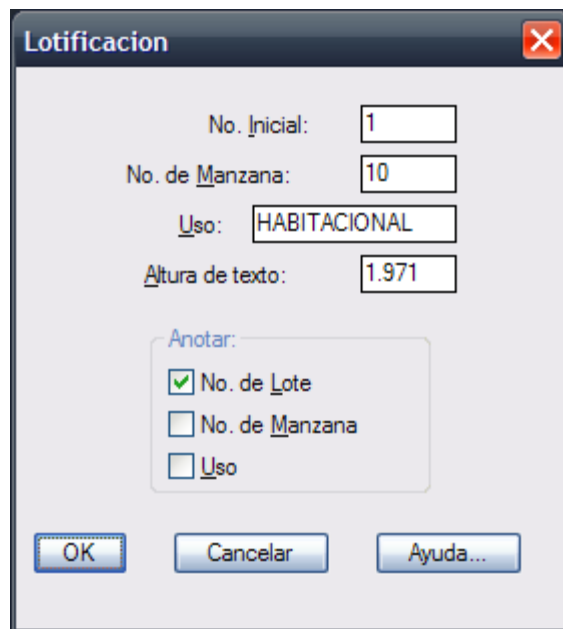 Lotificacion
No. Inicial: 1
No. de Manzana: 10
Uso: HABITACIONAL
Altura de texto: 1.971
Anotar:
No. de Lote
No. de Manzana
Uso
OK Cancelar Ayuda...